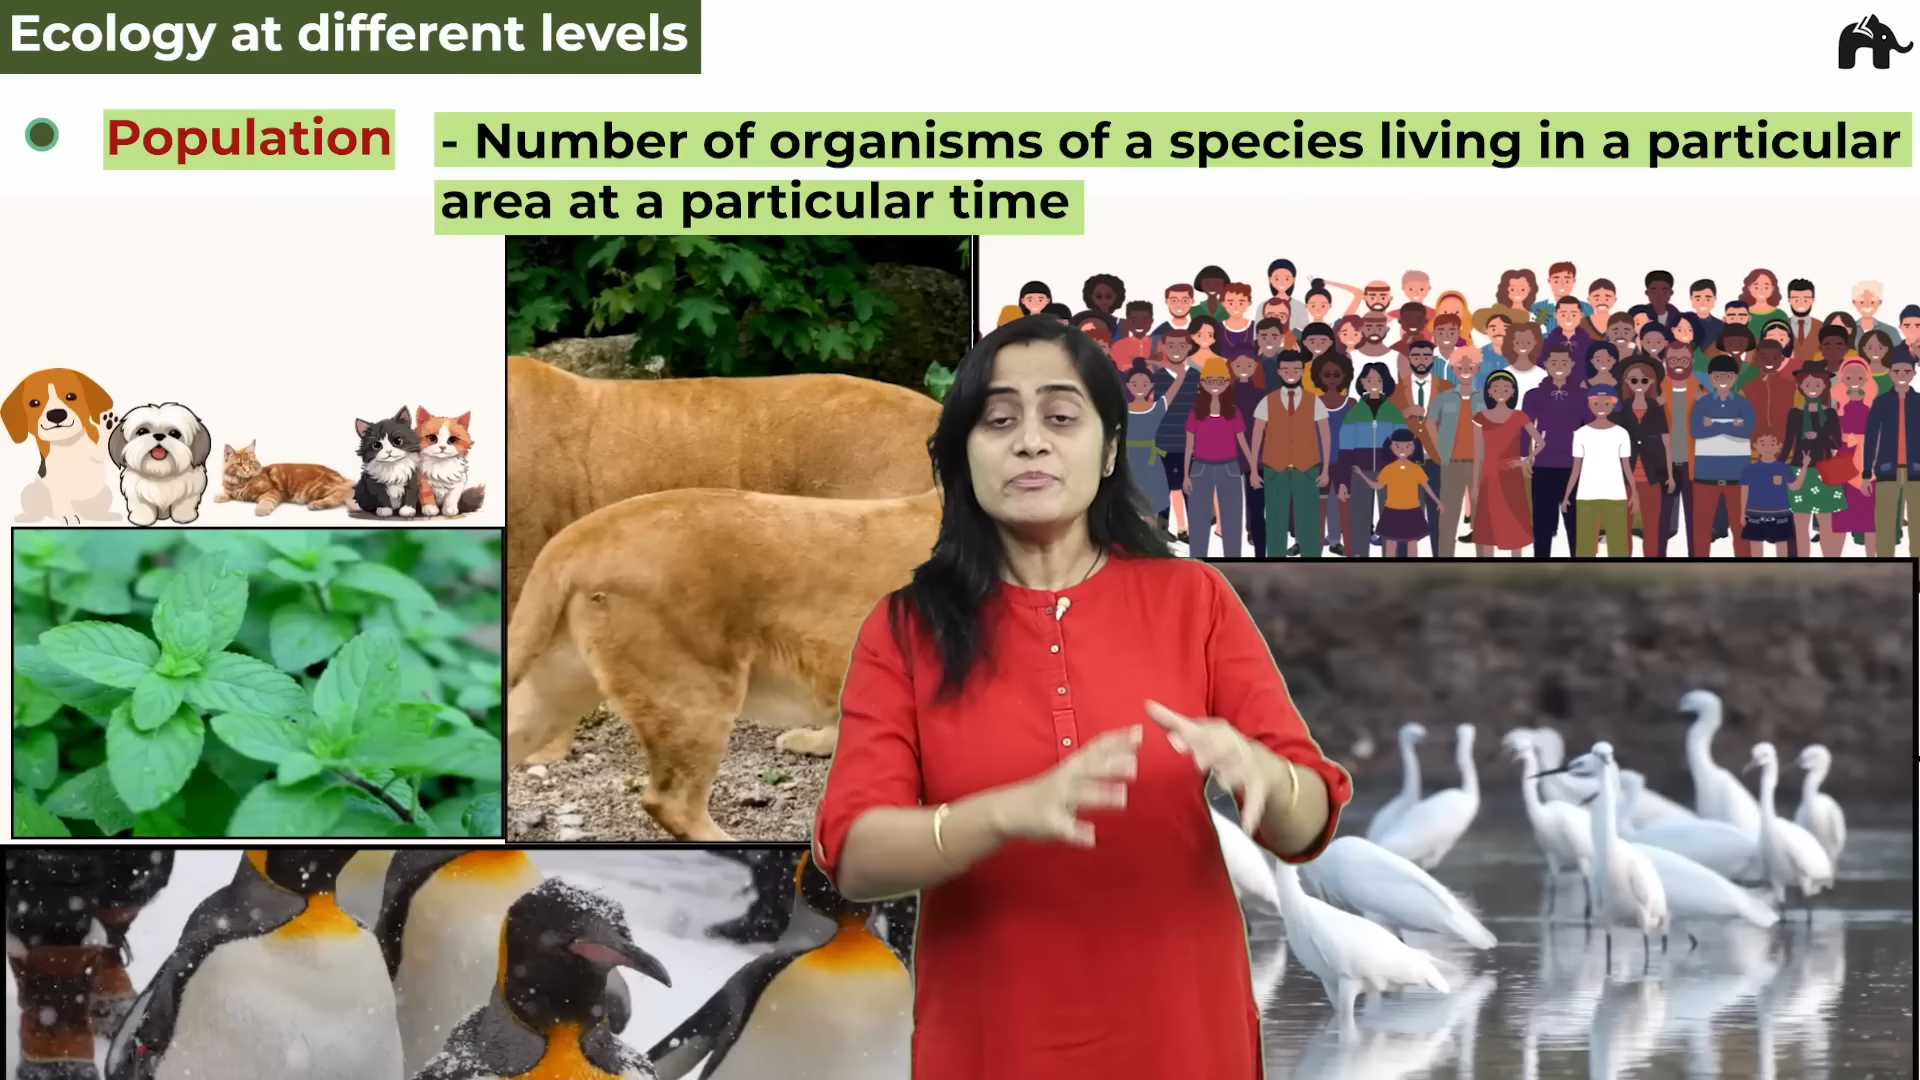 Ecology at different levels
Population - Number of organisms of a species living in a particular
area at a particular time